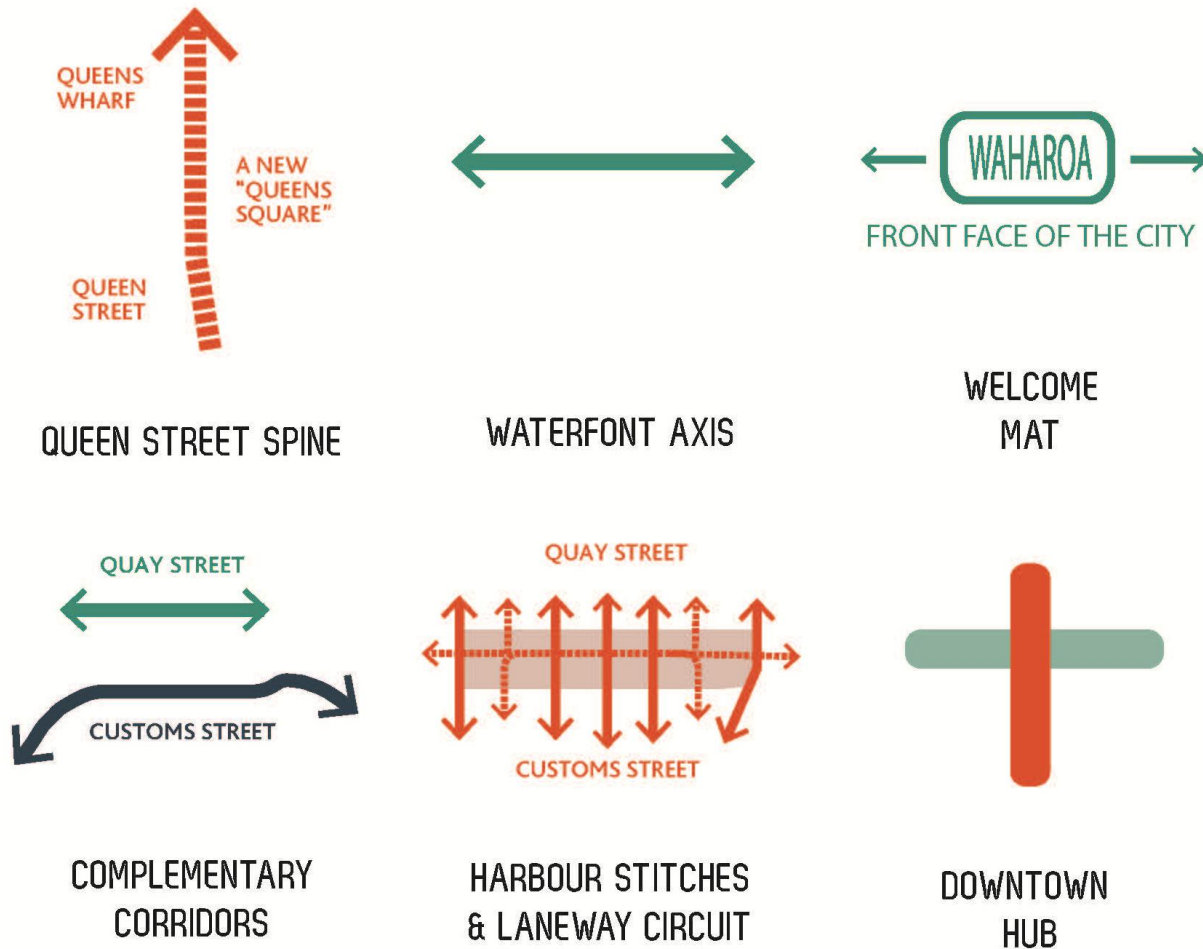 QUEENS
WHARF
A NEW
"QUEENS
SQUARE"
QUEEN
STREET
QUEEN STREET SPINE
WATERFONT AXIS
WAHAROA
FRONT FACE OF THE CITY
WELCOME
MAT
QUAY STREET
CUSTOMS STREET
COMPLEMENTARY
CORRIDORS
QUAY STREET
CUSTOMS STREET
HARBOUR STITCHES
& LANEWAY CIRCUIT
DOWNTOWN
HUB